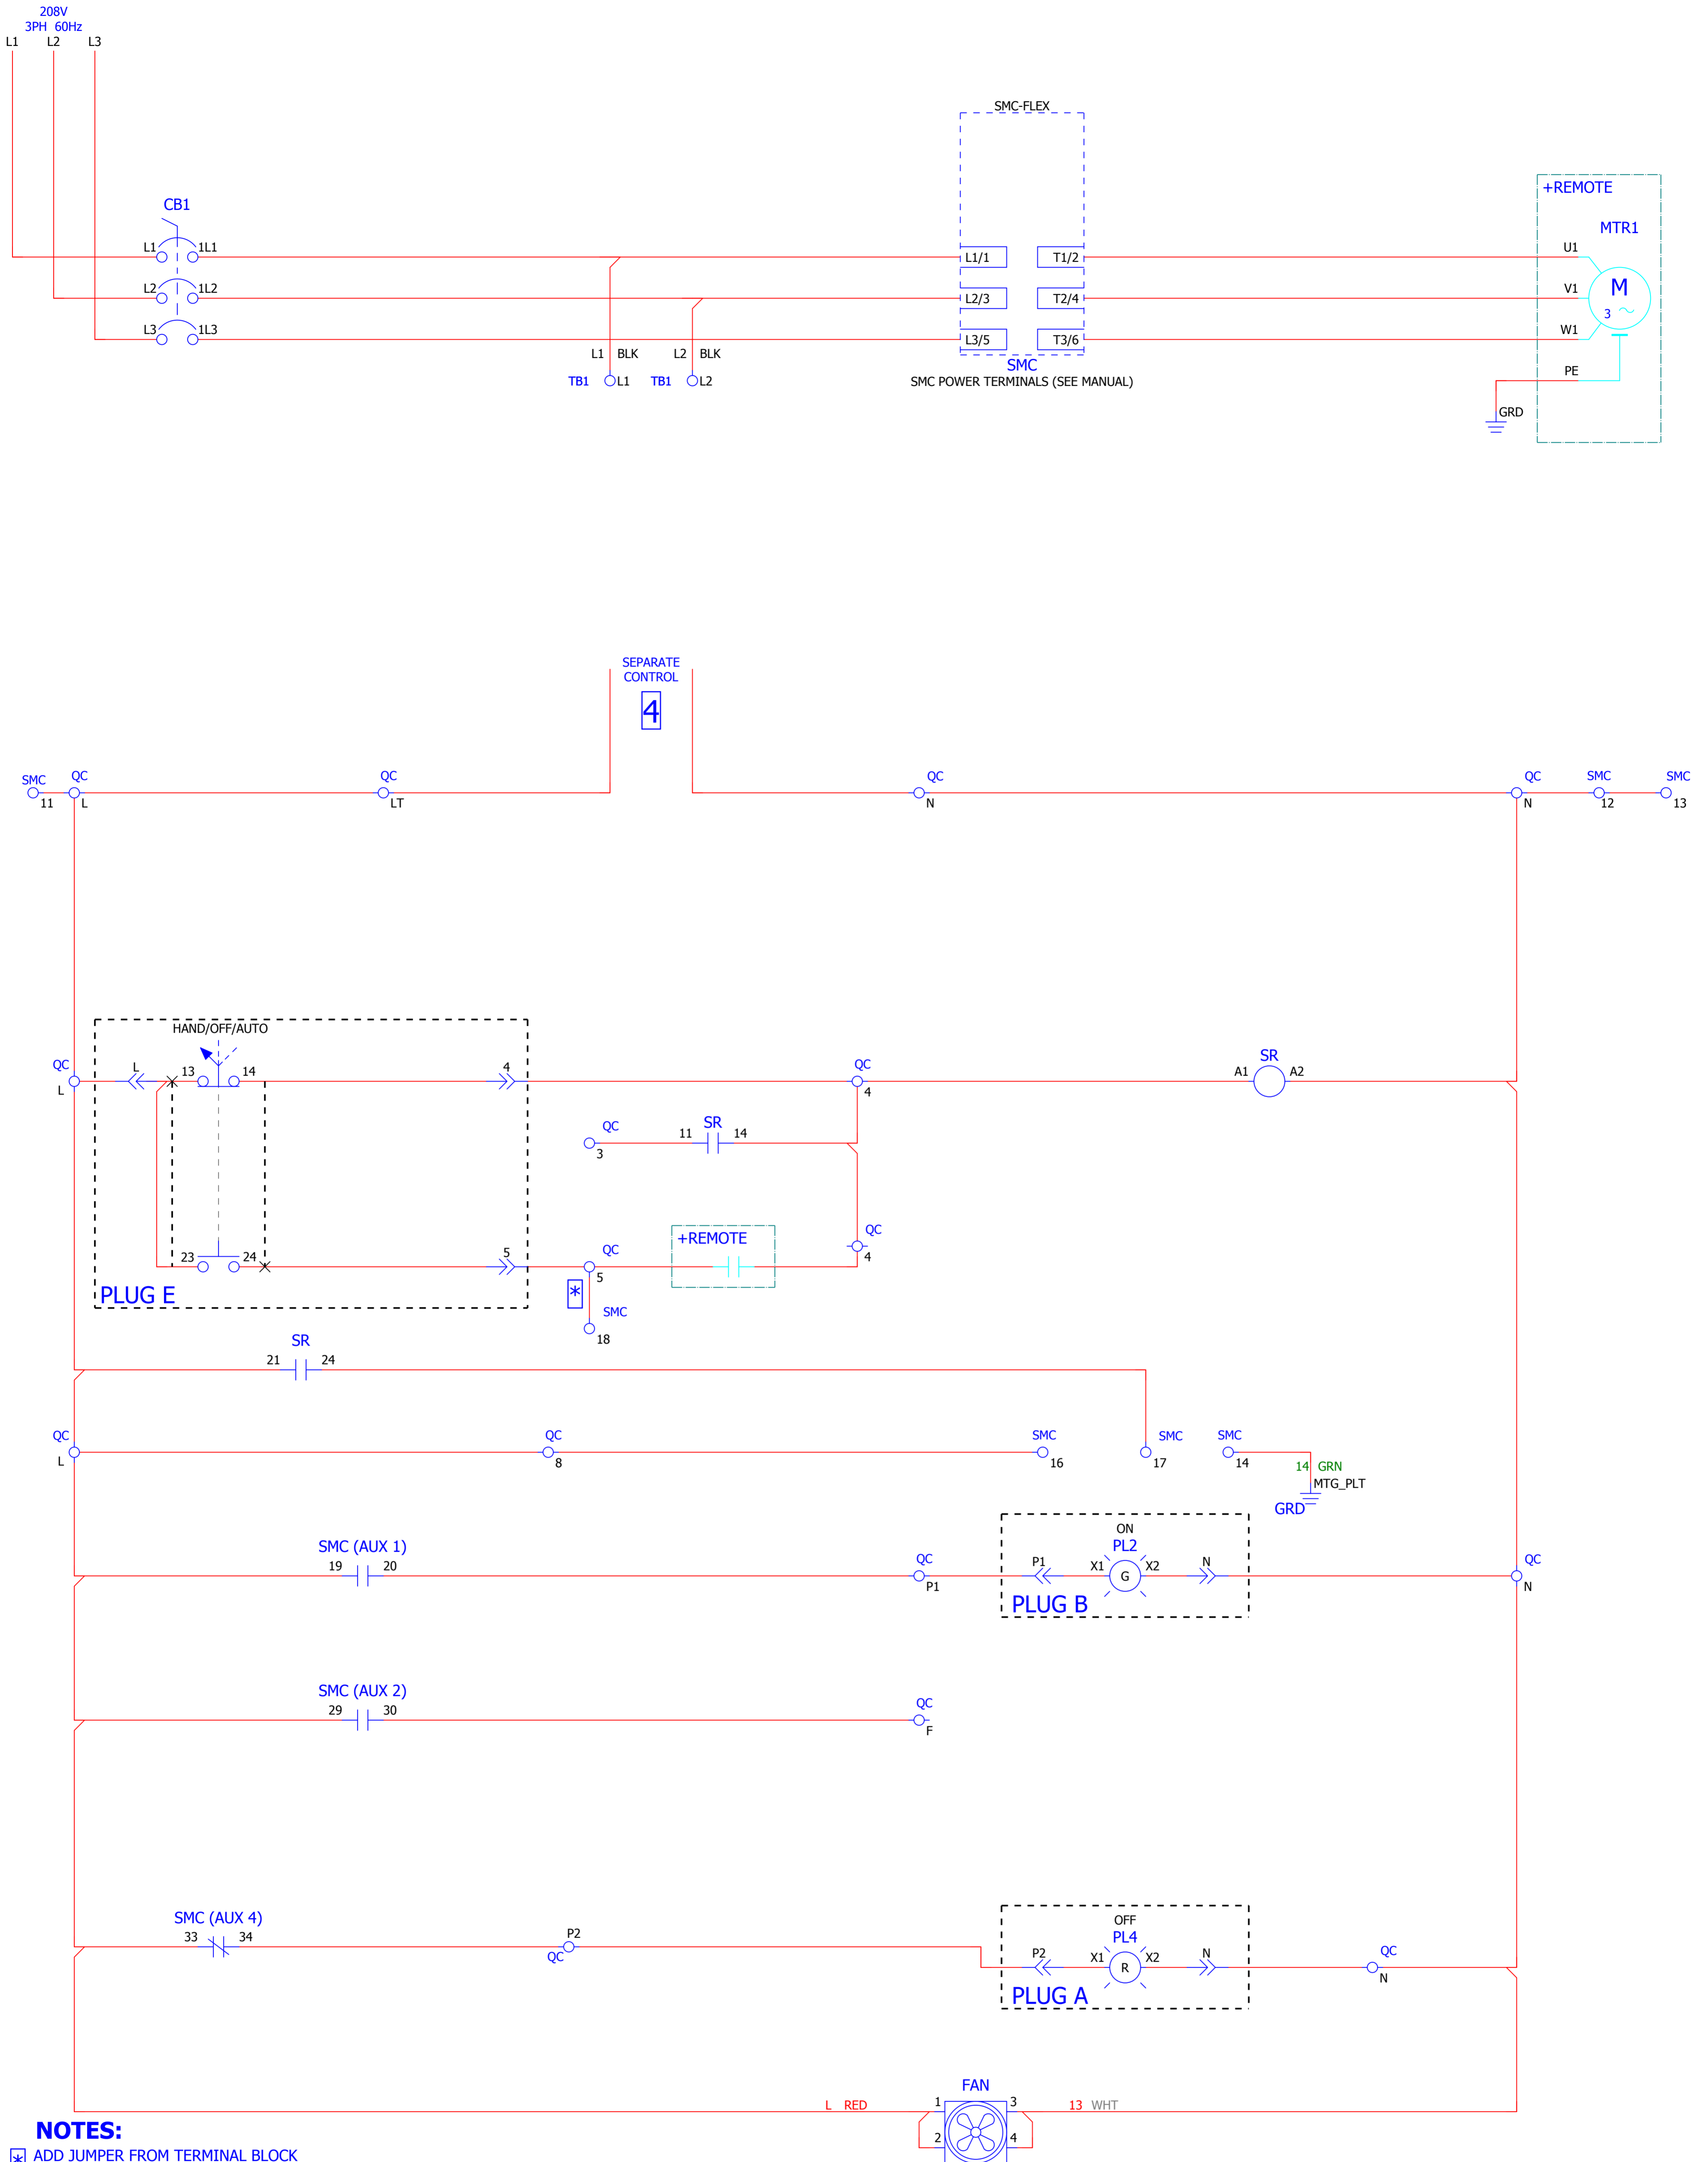 208V
3PH 60Hz
L1 L2 L3
SMC-FLEX
+REMOTE
MTR1
CB1
L1 1L1 L1/1 T1/2 U1
L2 1L2 L2/3 T2/4 V1
M
3
L3 1L3 L3/5 T3/6 W1
L1 BLK L2 BLK
SMC
PE
TB1 L1 TB1 L2
SMC POWER TERMINALS (SEE MANUAL)
GRD
SEPARATE
CONTROL
4
SMC QC QC QC QC SMC SMC
11 L LT N N 12 13
HAND/OFF/AUTO
QC L 13 14 4 QC SR
A1 A2
L 4
QC SR
11 14
3
QC
+REMOTE
4
23 24 5 QC
5
PLUG E
*
SMC
18
SR
21 24
QC QC SMC SMC SMC
L 8 16 17 14
14 GRN
MTG_PLT
GRD
ON
SMC (AUX 1) PL2
19 20 QC P1 X1 X2 N QC
G
P1 N
PLUG B
SMC (AUX 2)
29 30 QC
F
SMC (AUX 4) OFF
33 34 P2 PL4
QC P2 X1 X2 N QC
R
N
PLUG A
FAN
L RED 1 3 13 WHT
2 4
NOTES:
* ADD JUMPER FROM TERMINAL BLOCK